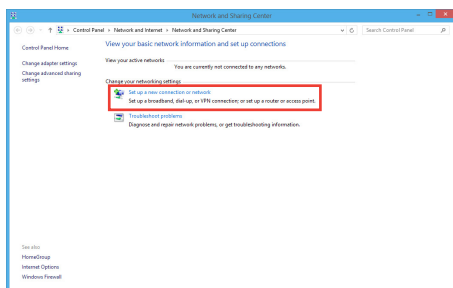 Network and Sharing Center
Control Panel ▸ Network and Internet ▸ Network and Sharing Center
Search Control Panel
Control Panel Home
Change adapter settings
Change advanced sharing
settings
View your basic network information and set up connections
View your active networks
You are currently not connected to any networks.
Change your networking settings
Set up a new connection or network
Set up a broadband, dial-up, or VPN connection; or set up a router or access point.
Troubleshoot problems
Diagnose and repair network problems, or get troubleshooting information.
See also
HomeGroup
Internet Options
Windows Firewall